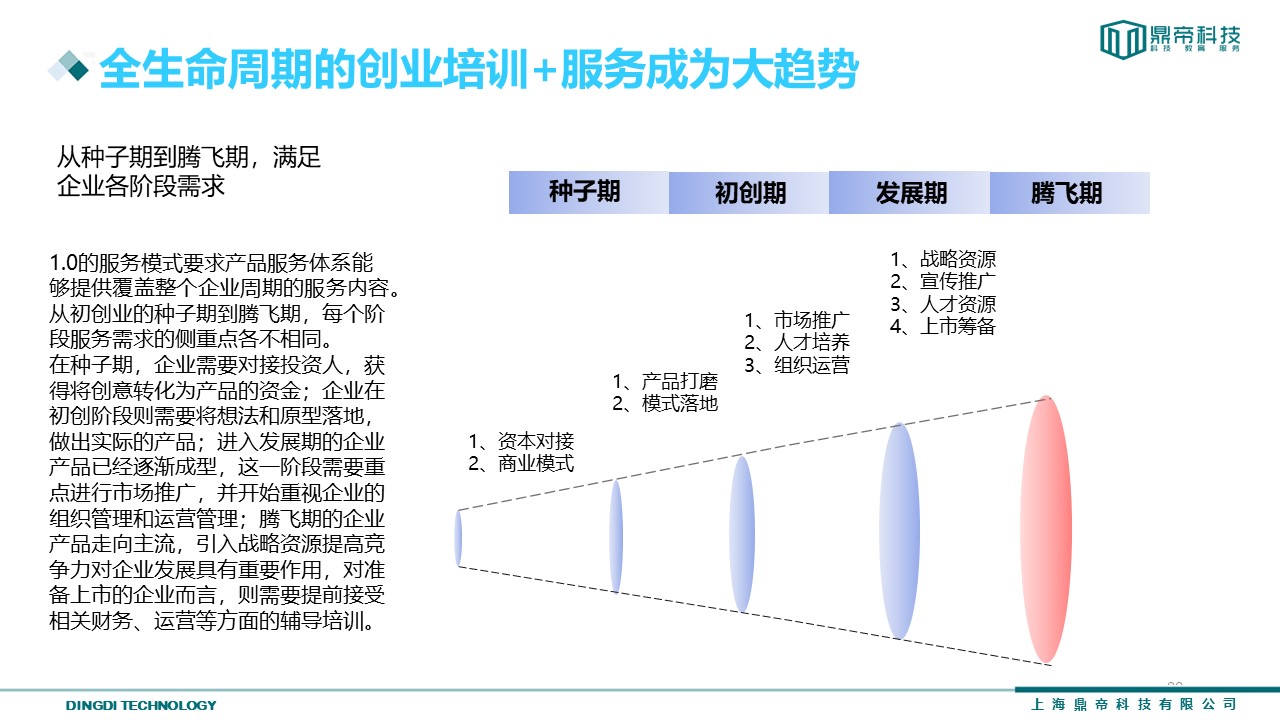 全生命周期的创业培训+服务成为大趋势
鼎帝科技
科技 教育 服务
从种子期到腾飞期，满足
企业各阶段需求
种子期
初创期
发展期
腾飞期
1.0的服务模式要求产品服务体系能
够提供覆盖整个企业周期的服务内容。
从初创业的种子期到腾飞期，每个阶
段服务需求的侧重点各不相同。
在种子期，企业需要对接投资人，获
得将创意转化为产品的资金；企业在
初创阶段则需要将想法和原型落地，
做出实际的产品；进入发展期的企业
产品已经逐渐成型，这一阶段需要重
点进行市场推广，并开始重视企业的
组织管理和运营管理；腾飞期的企业
产品走向主流，引入战略资源提高竞
争力对企业发展具有重要作用，对准
备上市的企业而言，则需要提前接受
相关财务、运营等方面的辅导培训。
1、资本对接
2、商业模式
1、产品打磨
2、模式落地
1、市场推广
2、人才培养
3、组织运营
1、战略资源
2、宣传推广
3、人才资源
4、上市筹备
DINGDI TECHNOLOGY
上海鼎帝科技有限公司